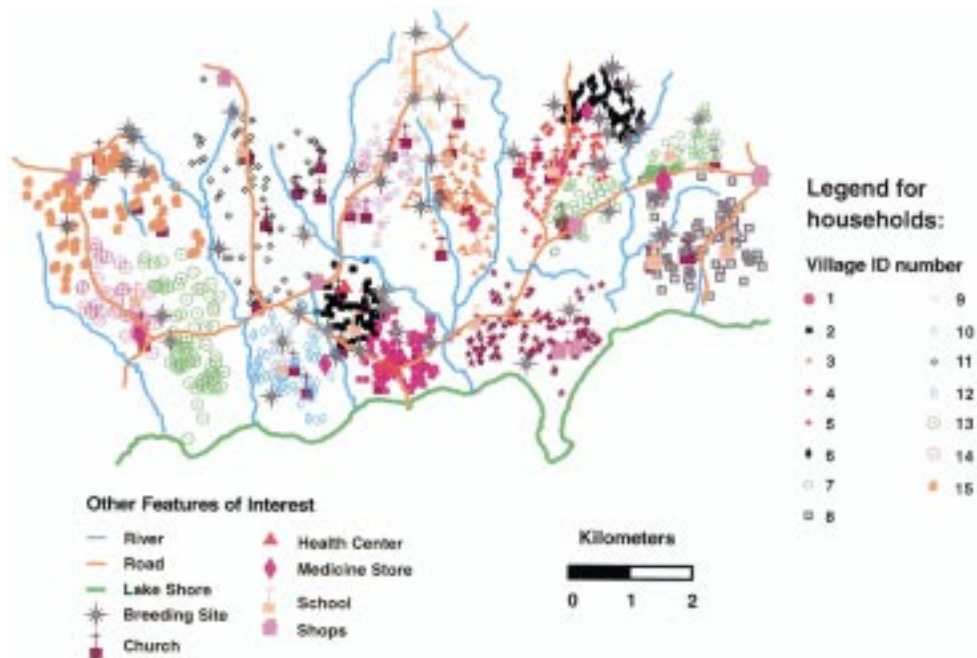 Legend for
households:
Village ID number
1
2
3
4
5
6
7
8
9
10
11
12
13
14
15
Other Features of Interest
River
Road
Lake Shore
Breeding Site
Church
Health Center
Medicine Store
School
Shops
Kilometers
0 1 2